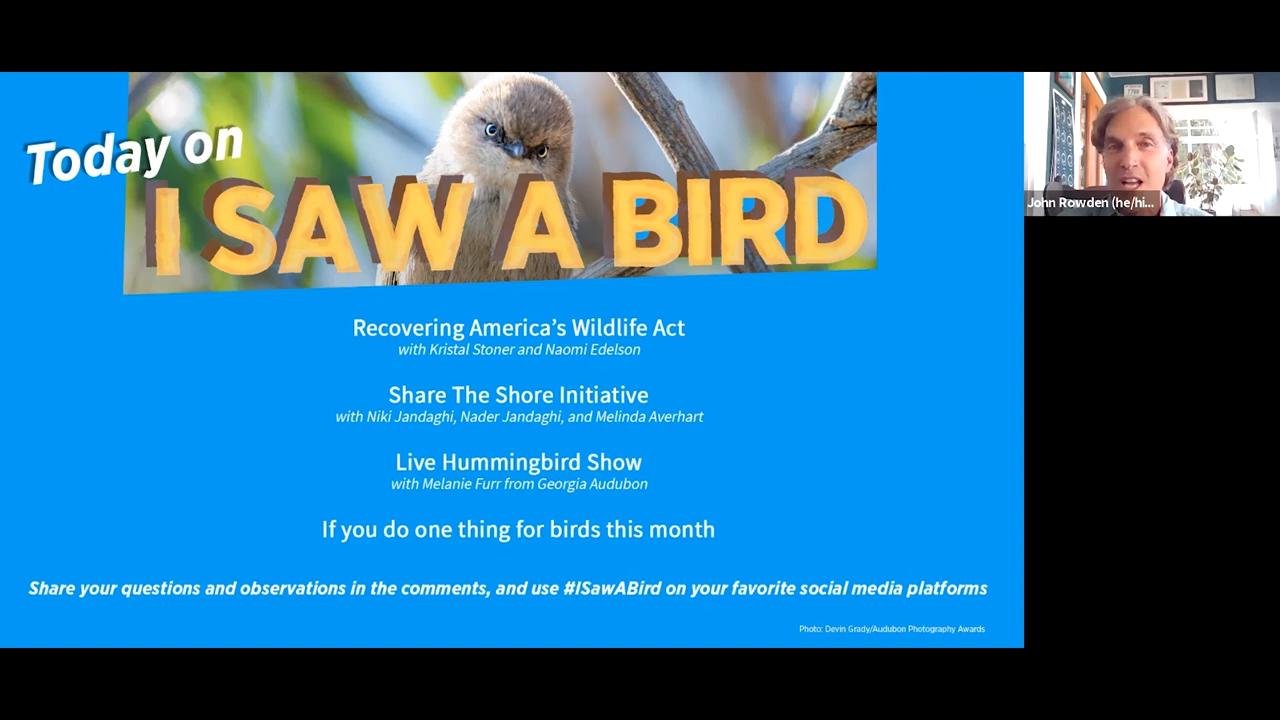 Today on
I SAW A BIRD
John Rowden (he/hi...
Recovering America's Wildlife Act
with Kristal Stoner and Naomi Edelson
Share The Shore Initiative
with Niki Jandaghi, Nader Jandaghi, and Melinda Averhart
Live Hummingbird Show
with Melanie Furr from Georgia Audubon
If you do one thing for birds this month
Share your questions and observations in the comments, and use #ISawABird on your favorite social media platforms
Photo: Devin Grady/Audubon Photography Awards